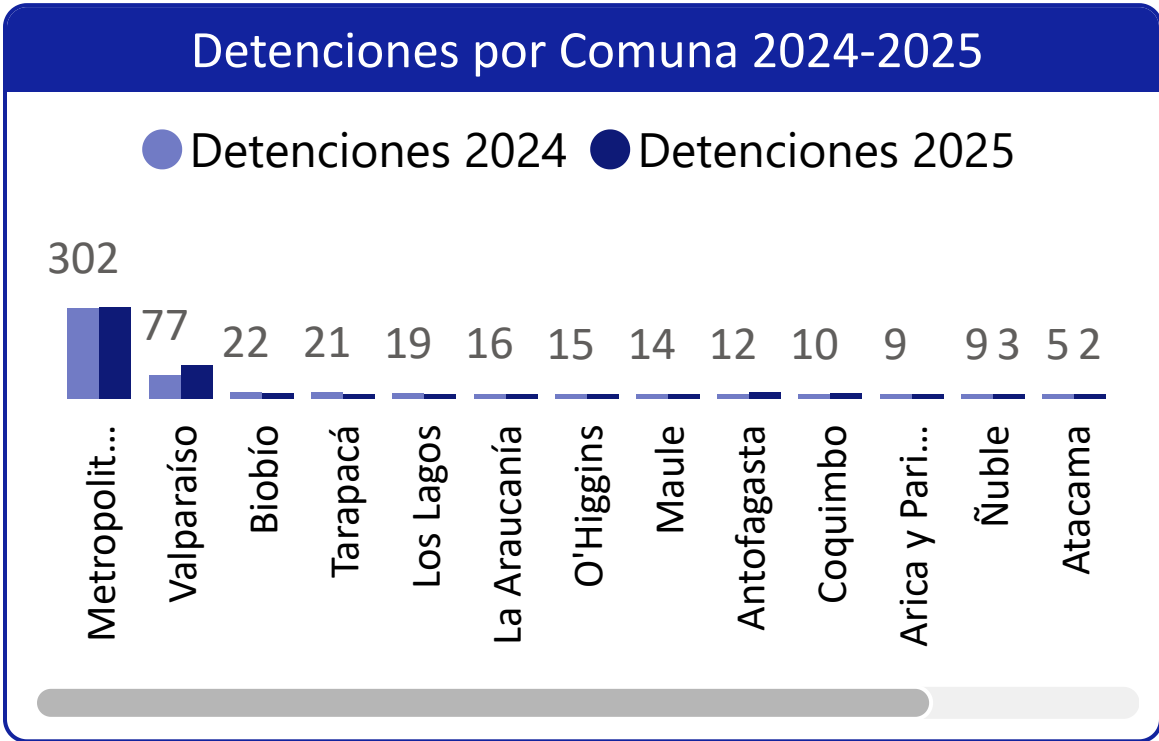 Detenciones por Comuna 2024-2025
Detenciones 2024 Detenciones 2025
302 77 22 21 19 16 15 14 12 10 9 9 3 5 2
Metropolit...
Valparaíso
Biobío
Tarapacá
Los Lagos
La Araucanía
O'Higgins
Maule
Antofagasta
Coquimbo
Arica y Pari...
Ñuble
Atacama